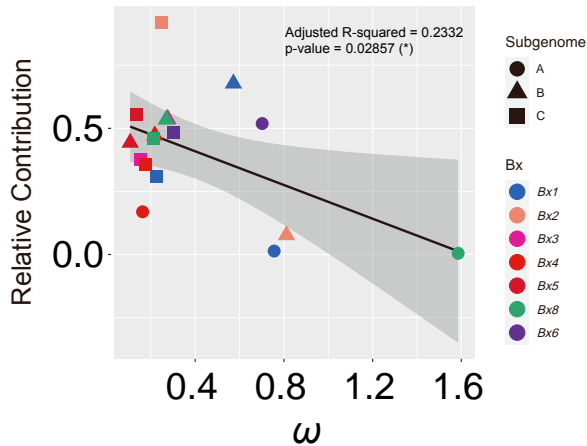 Adjusted R-squared = 0.2332
p-value = 0.02857 (*)
Relative Contribution
0.5
0.0
0.4
0.8
1.2
1.6
ω
Subgenome
A
B
C
Bx
Bx1
Bx2
Bx3
Bx4
Bx5
Bx8
Bx6